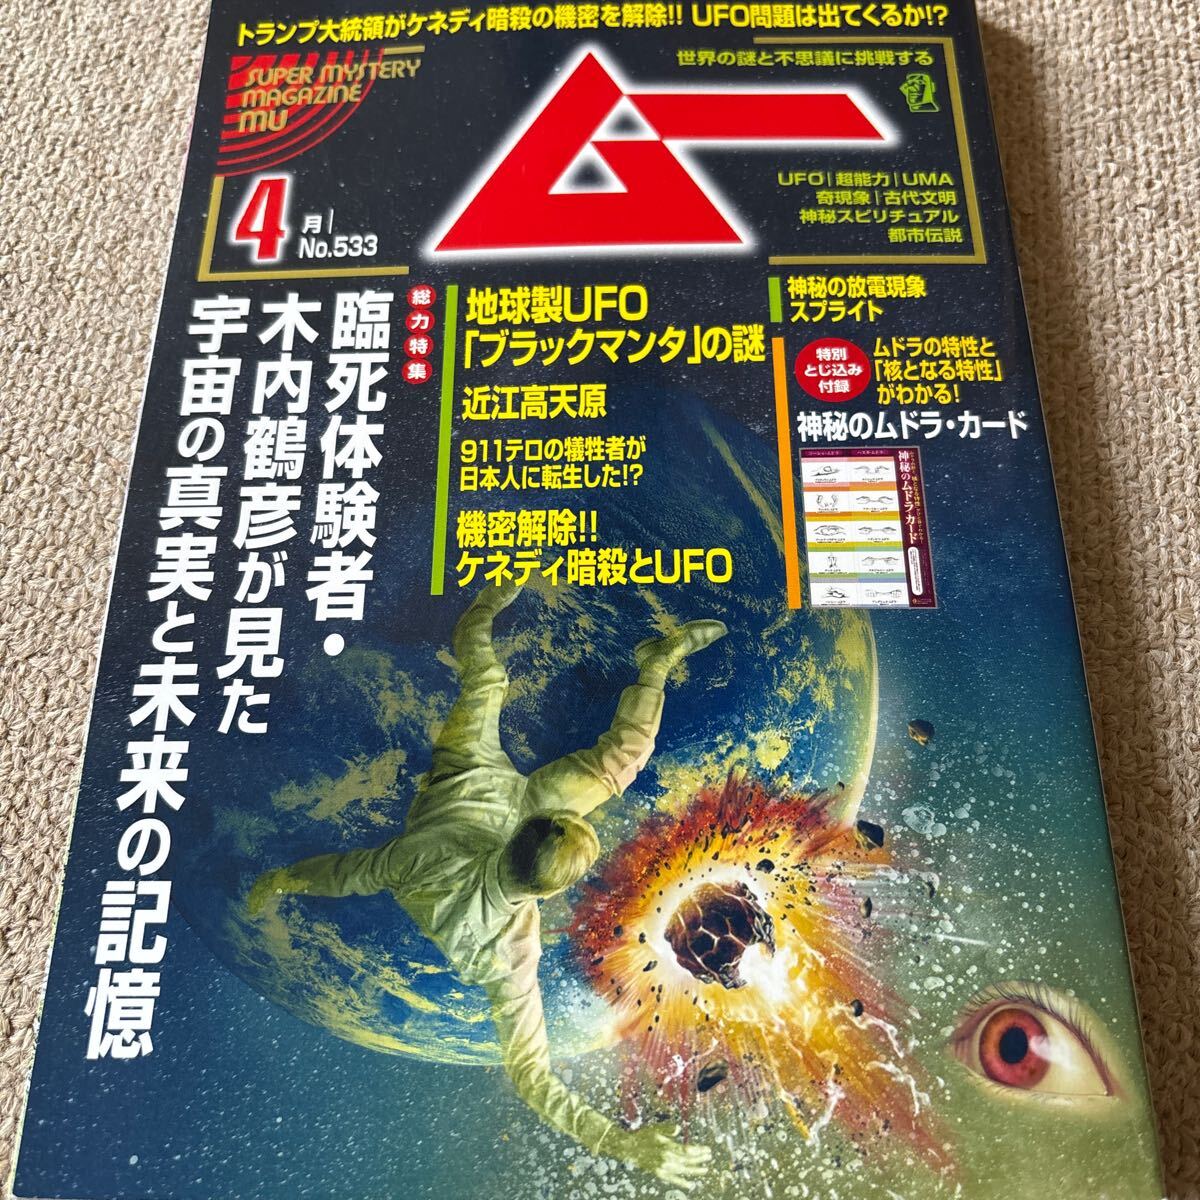 トランプ大統領がケネディ暗殺の機密を解除!! UFO問題は出てくるか!?
SUPER MYSTERY
MAGAZINE
MU
世界の謎と不思議に挑戦する
ムー
UFO|超能力|UMA
奇現象|古代文明
神秘スピリチュアル
都市伝説
4月
No.533
総力特集
臨死体験者・
木内鶴彦が見た
宇宙の真実と未来の記憶
地球製UFO
「ブラックマンタ」の謎
近江高天原
911テロの犠牲者が
日本人に転生した!?
機密解除!!
ケネディ暗殺とUFO
神秘の放電現象
スプライト
特別
とじ込み
付録
ムドラの特性と
「核となる特性」
がわかる!
神秘のムドラ・カード
神秘のムドラ・カード